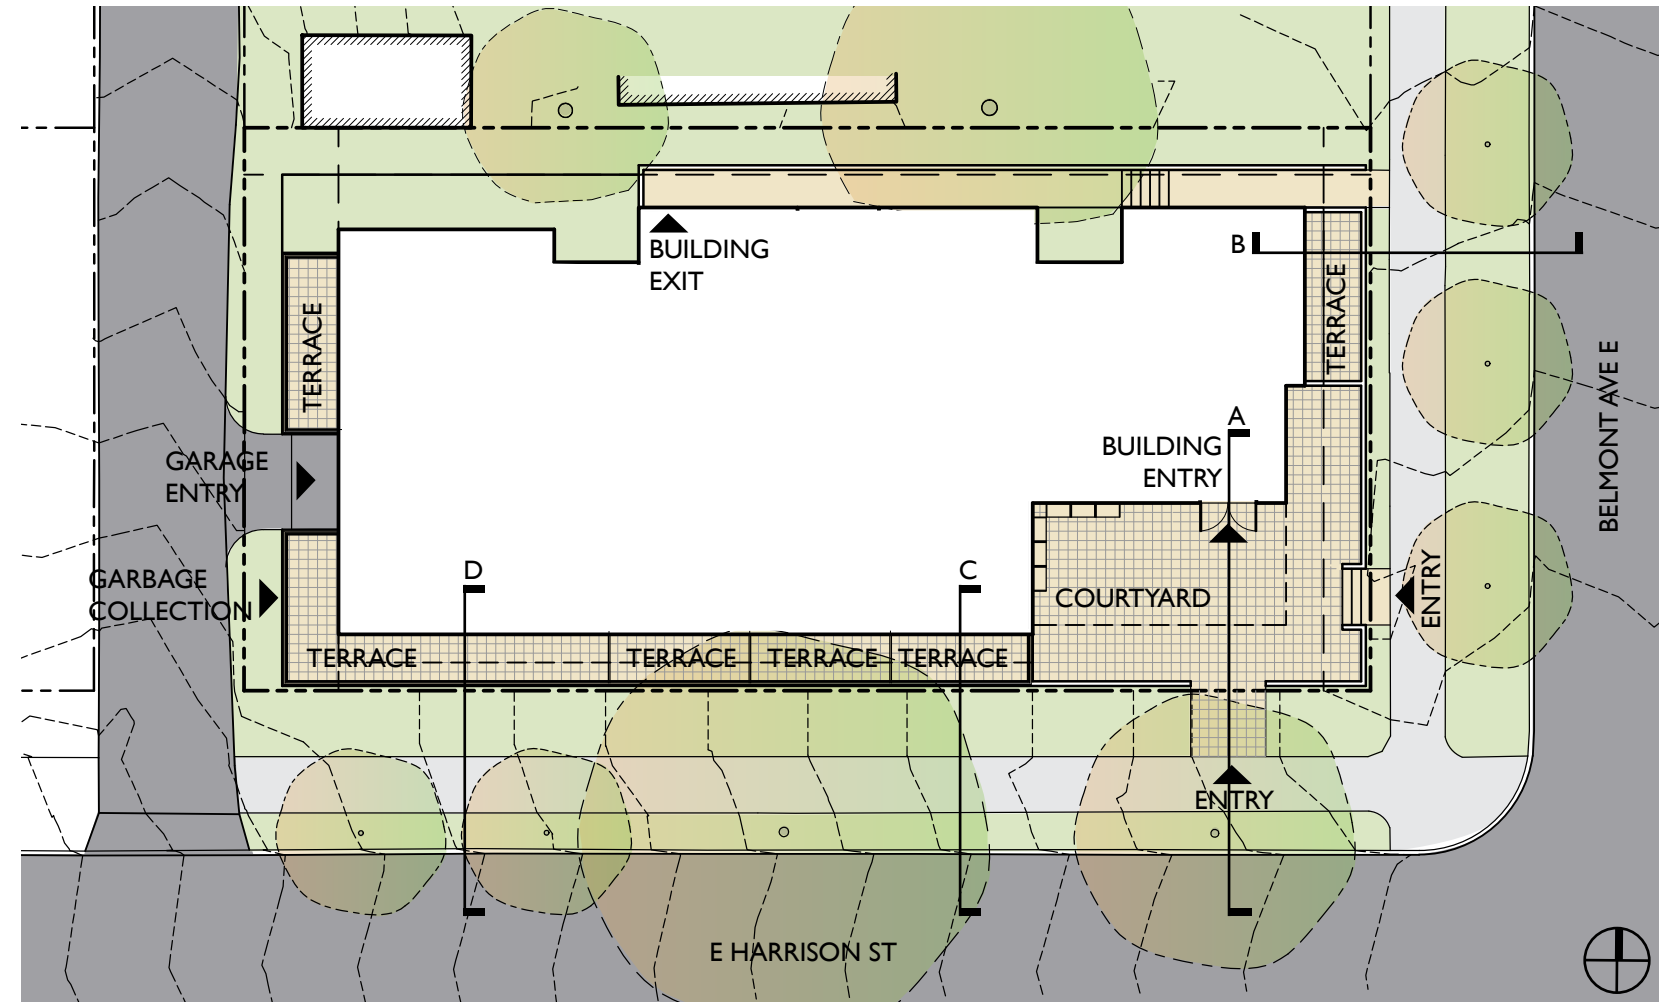 BUILDING
EXIT
B
TERRACE
TERRACE
BELMONT AVE E
A
BUILDING
ENTRY
GARAGE
ENTRY
D
C
GARBAGE
COLLECTION
COURTYARD
ENTRY
TERRACE
TERRACE
TERRACE
TERRACE
ENTRY
E HARRISON ST